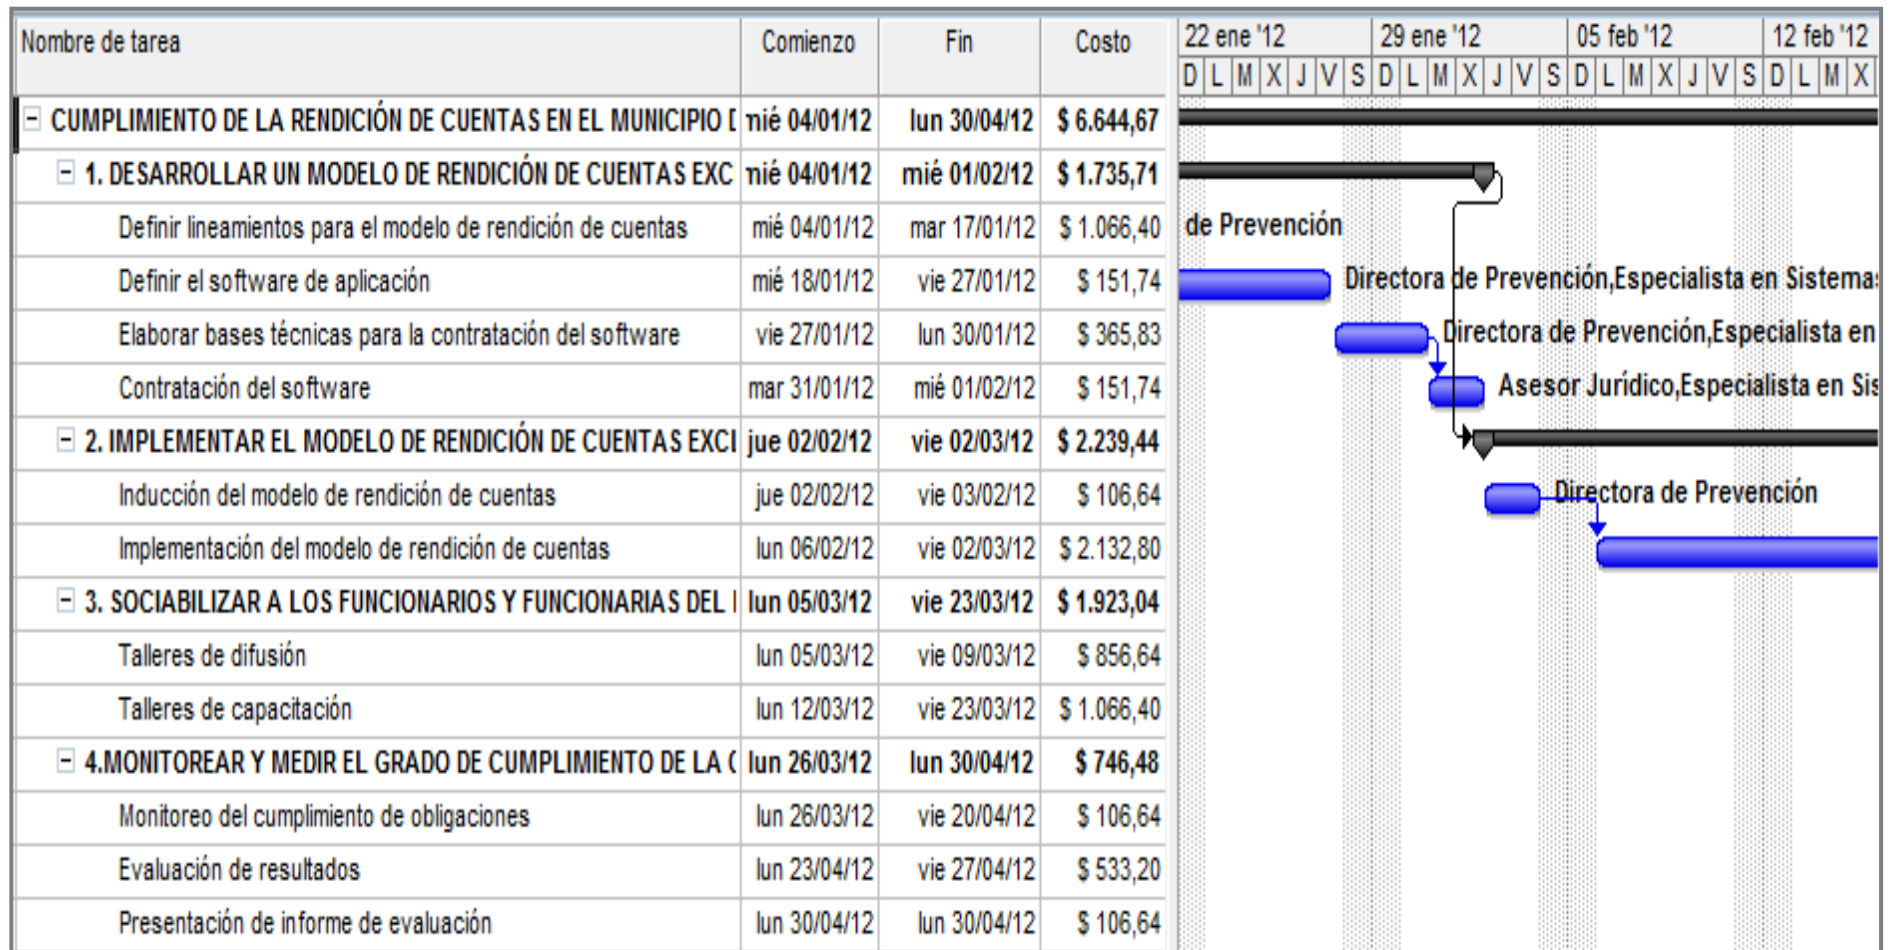 Nombre de tarea Comienzo Fin Costo 22 ene '12 29 ene '12 05 feb '12 12 feb '12
D L M X J V S D L M X J V S D L M X J V S D L M X
CUMPLIMIENTO DE LA RENDICIÓN DE CUENTAS EN EL MUNICIPIO mié 04/01/12 lun 30/04/12 $ 6.644,67
1. DESARROLLAR UN MODELO DE RENDICIÓN DE CUENTAS EXC mié 04/01/12 mié 01/02/12 $ 1.735,71
Definir lineamientos para el modelo de rendición de cuentas mié 04/01/12 mar 17/01/12 $ 1.066,40 de Prevención
Definir el software de aplicación mié 18/01/12 vie 27/01/12 $ 151,74 Directora de Prevención,Especialista en Sistemas
Elaborar bases técnicas para la contratación del software vie 27/01/12 lun 30/01/12 $ 365,83 Directora de Prevención,Especialista en
Contratación del software mar 31/01/12 mié 01/02/12 $ 151,74 Asesor Jurídico,Especialista en Sis
2. IMPLEMENTAR EL MODELO DE RENDICIÓN DE CUENTAS EXC jue 02/02/12 vie 02/03/12 $ 2.239,44
Inducción del modelo de rendición de cuentas jue 02/02/12 vie 03/02/12 $ 106,64 Directora de Prevención
Implementación del modelo de rendición de cuentas lun 06/02/12 vie 02/03/12 $ 2.132,80
3. SOCIABILIZAR A LOS FUNCIONARIOS Y FUNCIONARIAS DEL lun 05/03/12 vie 23/03/12 $ 1.923,04
Talleres de difusión lun 05/03/12 vie 09/03/12 $ 856,64
Talleres de capacitación lun 12/03/12 vie 23/03/12 $ 1.066,40
4.MONITOREAR Y MEDIR EL GRADO DE CUMPLIMIENTO DE LA lun 26/03/12 lun 30/04/12 $ 746,48
Monitoreo del cumplimiento de obligaciones lun 26/03/12 vie 20/04/12 $ 106,64
Evaluación de resultados lun 23/04/12 vie 27/04/12 $ 533,20
Presentación de informe de evaluación lun 30/04/12 lun 30/04/12 $ 106,64